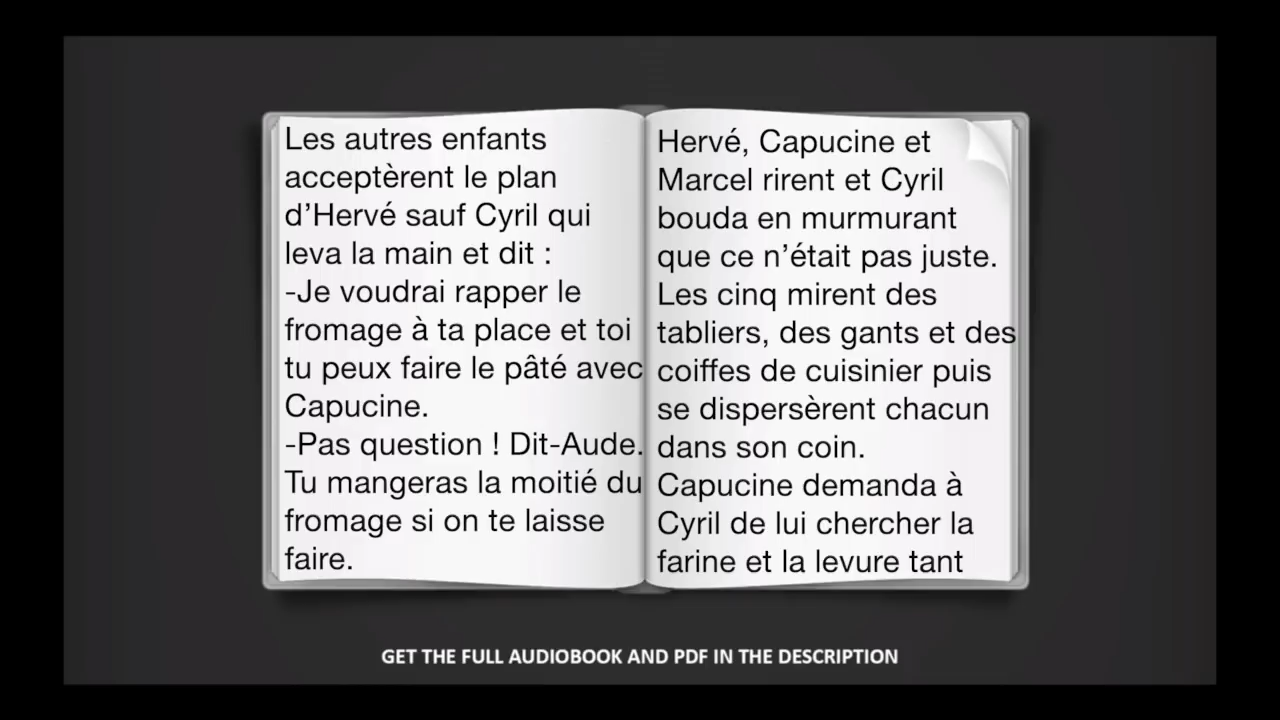 Les autres enfants
acceptèrent le plan
d’Hervé sauf Cyril qui
leva la main et dit :
-Je voudrai rapper le
fromage à ta place et toi
tu peux faire le pâté avec
Capucine.
-Pas question ! Dit-Aude.
Tu mangeras la moitié du
fromage si on te laisse
faire.
Hervé, Capucine et
Marcel rirent et Cyril
bouda en murmurant
que ce n’était pas juste.
Les cinq mirent des
tabliers, des gants et des
coiffes de cuisinier puis
se dispersèrent chacun
dans son coin.
Capucine demanda à
Cyril de lui chercher la
farine et la levure tant
GET THE FULL AUDIOBOOK AND PDF IN THE DESCRIPTION